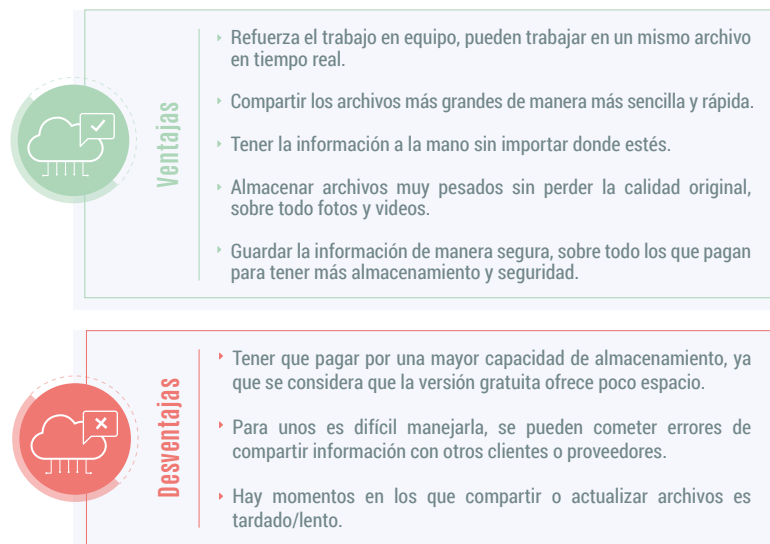 Ventajas
Refuerza el trabajo en equipo, pueden trabajar en un mismo archivo
en tiempo real.
Compartir los archivos más grandes de manera más sencilla y rápida.
Tener la información a la mano sin importar donde estés.
Almacenar archivos muy pesados sin perder la calidad original,
sobre todo fotos y videos.
Guardar la información de manera segura, sobre todo los que pagan
para tener más almacenamiento y seguridad.
Desventajas
Tener que pagar por una mayor capacidad de almacenamiento, ya
que se considera que la versión gratuita ofrece poco espacio.
Para unos es difícil manejarla, se pueden cometer errores de
compartir información con otros clientes o proveedores.
Hay momentos en los que compartir o actualizar archivos es
tardado/lento.